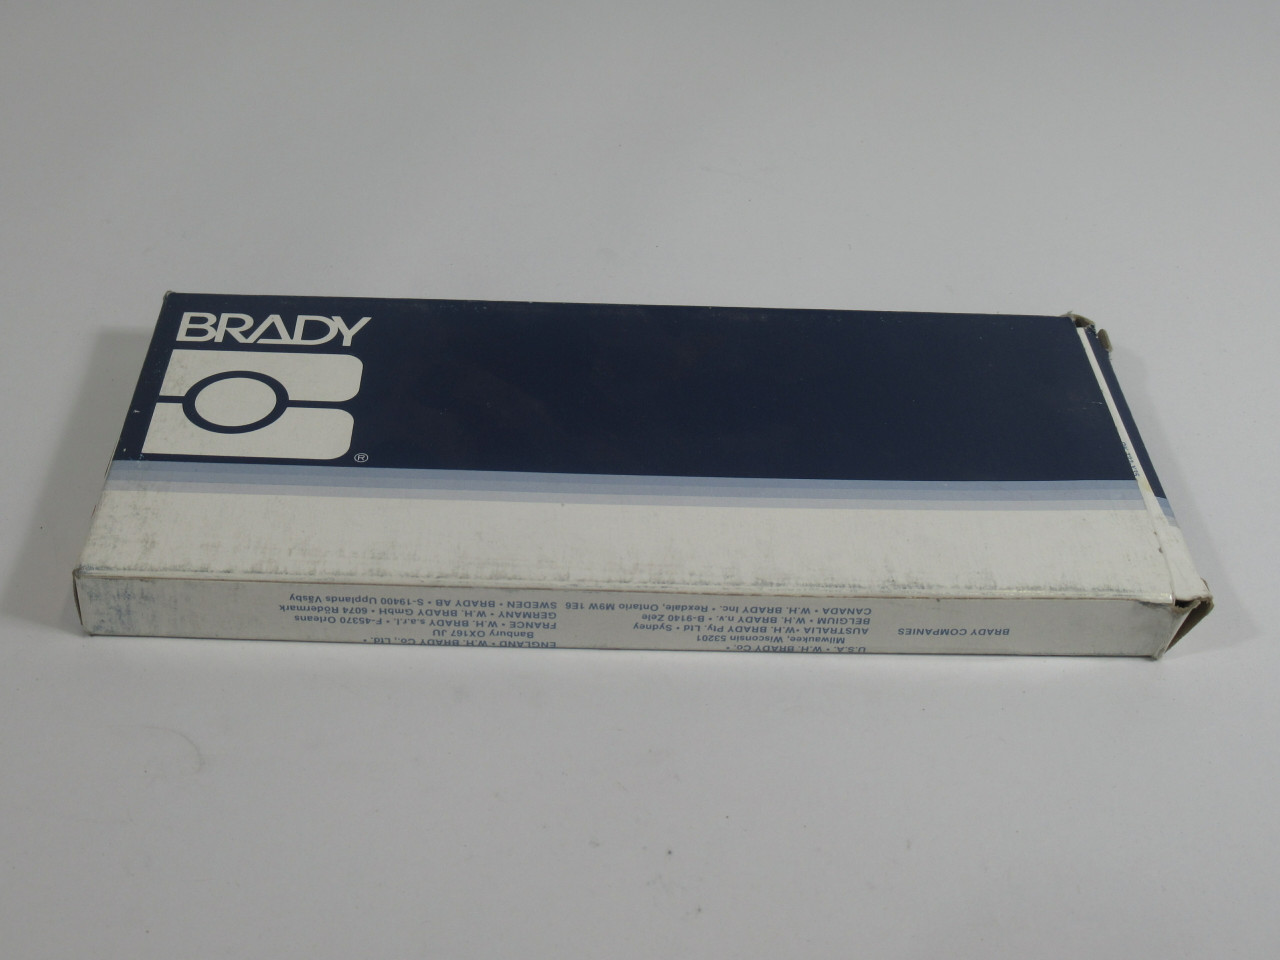 BRADY
®
BRADY COMPANIES
U.S.A. • W.H. BRADY Co. •
Milwaukee, Wisconsin 53201
AUSTRALIA • W.H. BRADY Pty. Ltd • Sydney
BELGIUM • W.H. BRADY • n.v. • B-9140 Zele
CANADA • W.H. BRADY Inc. • Rexdale, Ontario M9W 1E6
ENGLAND • W.H. BRADY Co., Ltd. •
Banbury OX167 JU
FRANCE • W.H. BRADY • s.a.r.l. • F-45370 Orleans
GERMANY • W.H. BRADY GmbH • 6074 Rödermark
SWEDEN • BRADY AB • S-19400 Upplands Väsby